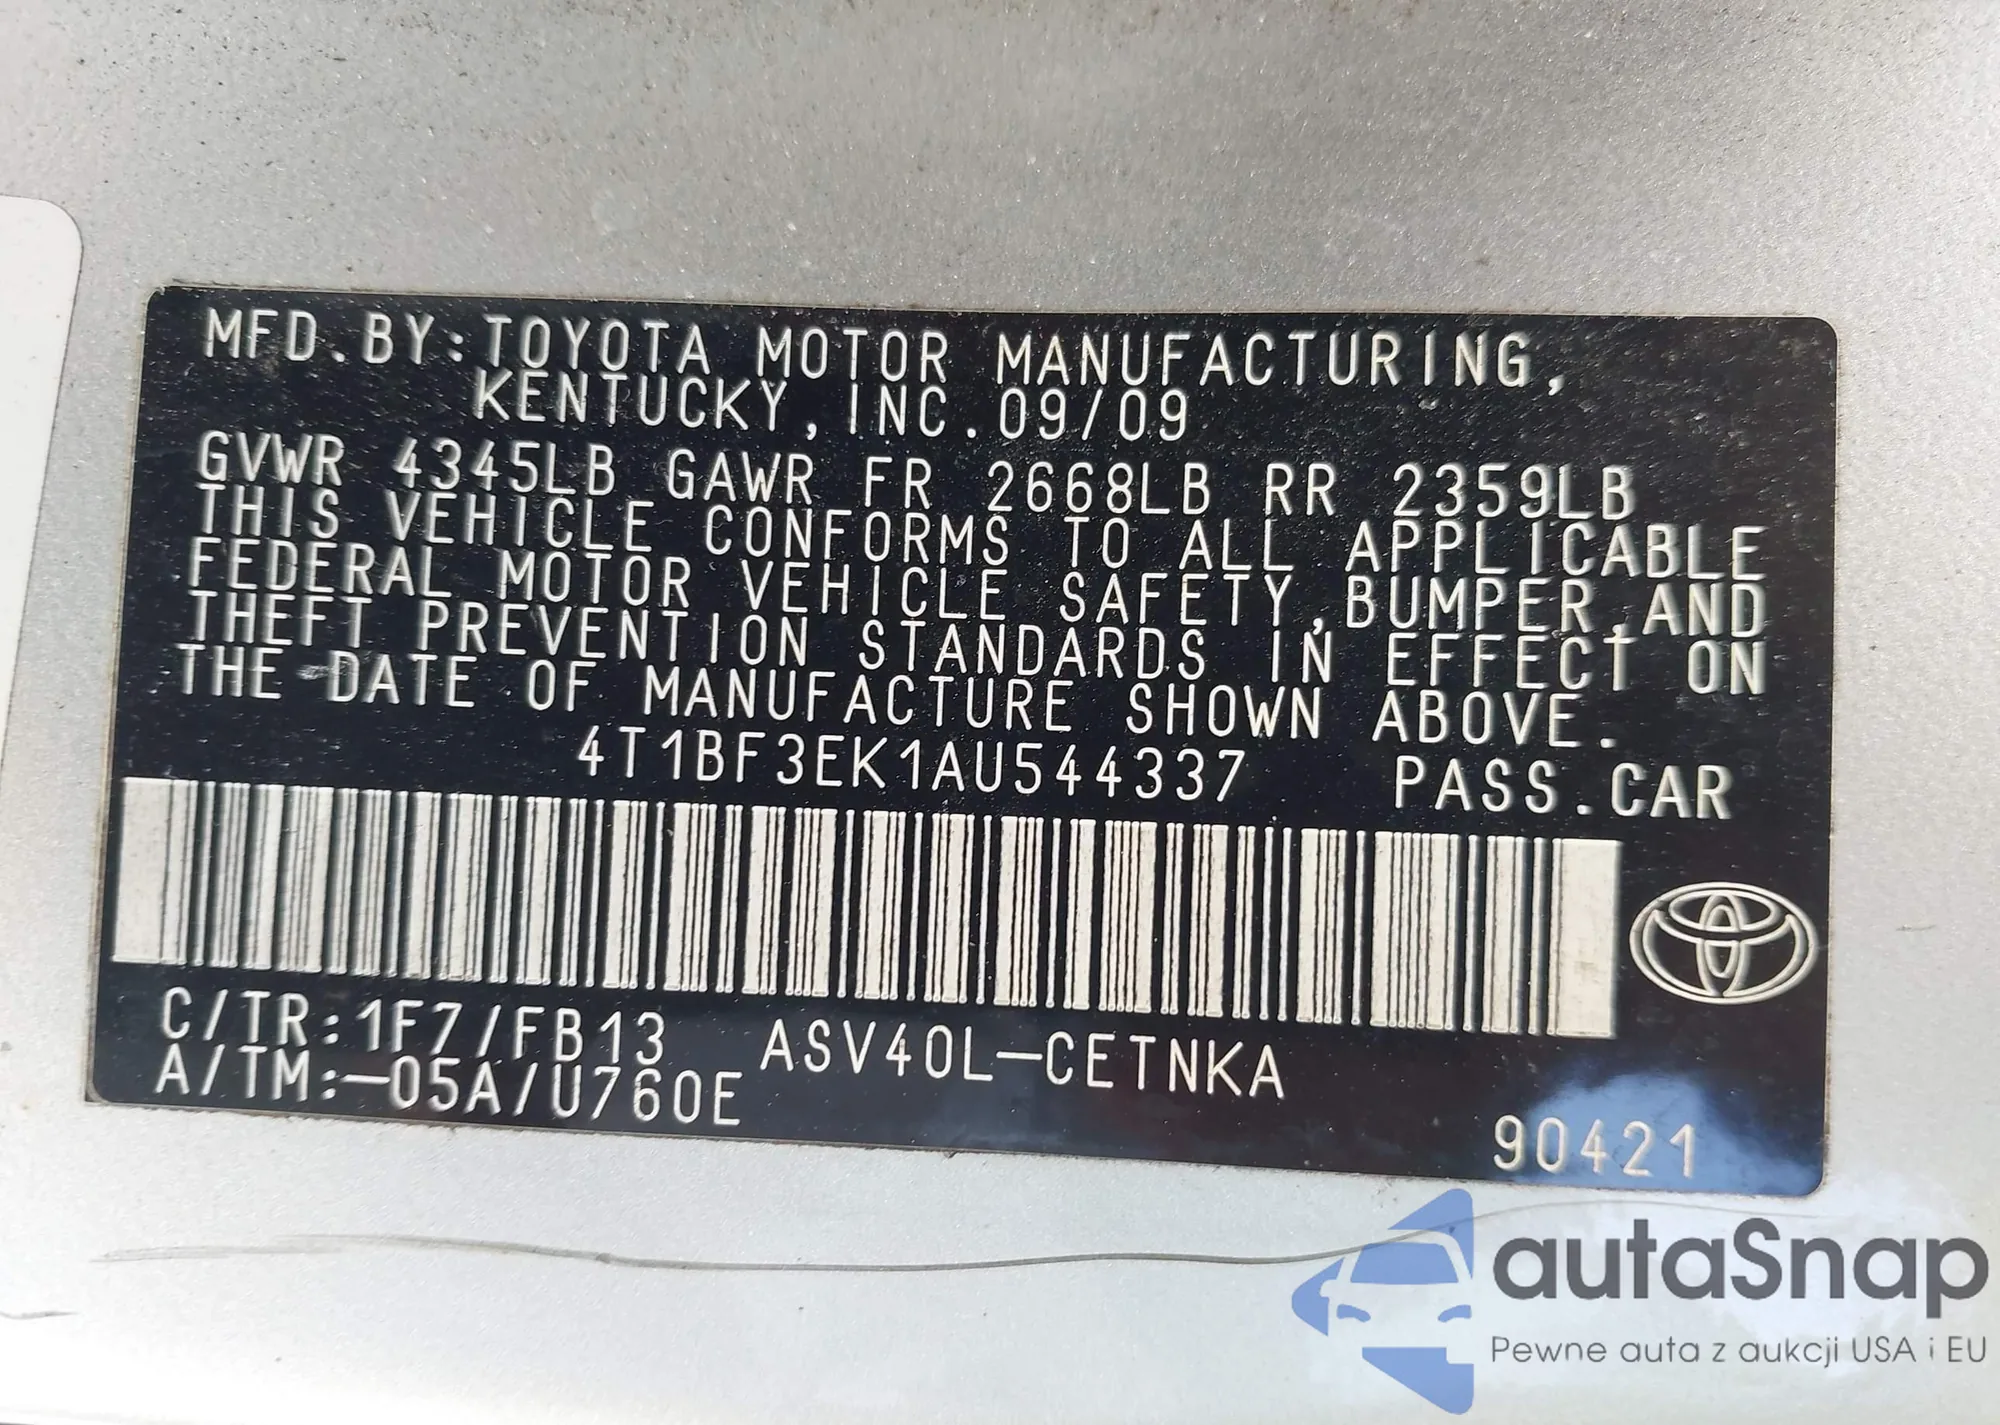 MFD.BY:TOYOTA MOTOR MANUFACTURING,
KENTUCKY, INC.09/09
GVWR 4345LB GAWR FR 2668LB RR 2359LB
THIS VEHICLE CONFORMS TO ALL APPLICABLE
FEDERAL MOTOR VEHICLE SAFETY,BUMPER,AND
THEFT PREVENTION STANDARDS IN EFFECT ON
THE DATE OF MANUFACTURE SHOWN ABOVE.
4T1BF3EK1AU544337 PASS.CAR
C/TR:1F7/FB13 ASV40L-CETNKA
A/TM:-05A/U760E
90421
autaSnap
Pewne auta z aukcji USA i EU